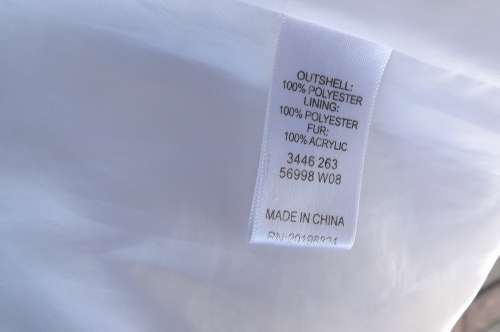 OUTSHELL:
100% POLYESTER
LINING:
100% POLYESTER
FUR:
100% ACRYLIC
3446 263
56998 W08
MADE IN CHINA